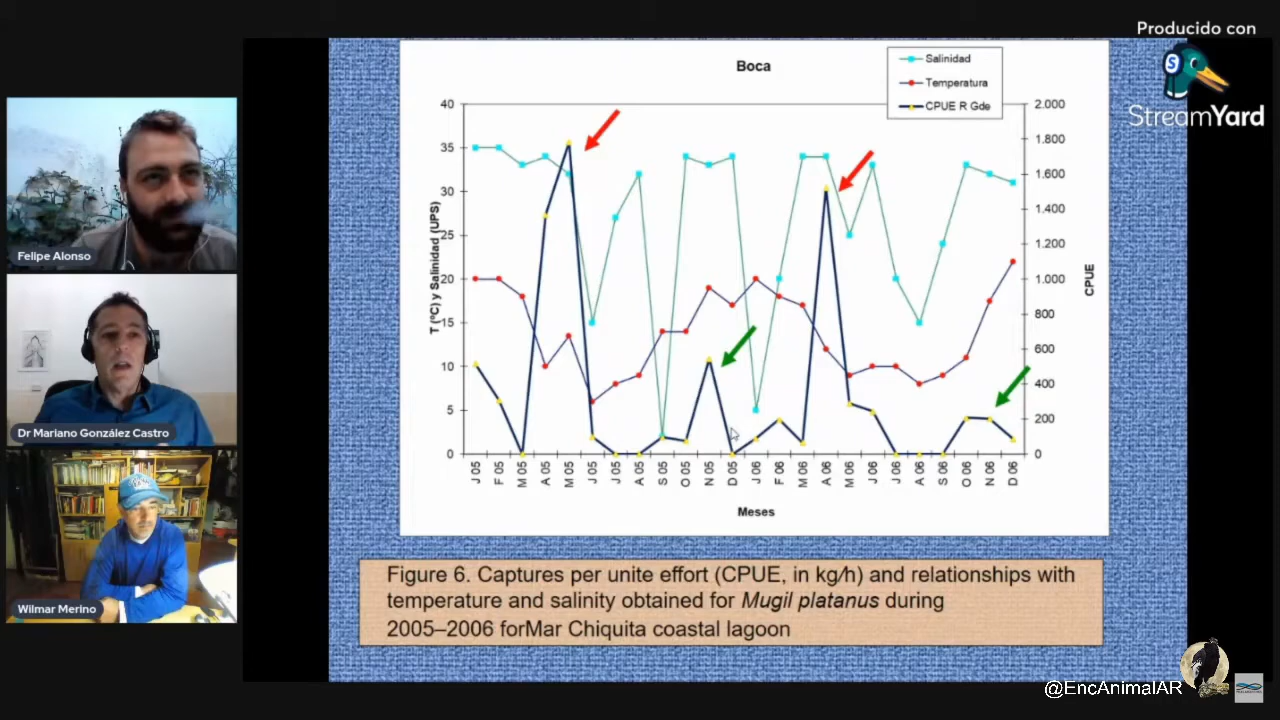 Producido con
StreamYard
Felipe Alonso
Dr Mariano González Castro
Wilmar Merino
Boca
Salinidad
Temperatura
CPUE R Gde
T (ºC) y Salinidad (UPS)
40
35
30
25
20
15
10
5
0
2.000
1.800
1.600
1.400
1.200
1.000
800
600
400
200
0
CPUE
J 05
F 05
M 05
A 05
M 05
J 05
J 05
A 05
S 05
O 05
N 05
D 05
J 06
F 06
M 06
A 06
M 06
J 06
J 06
A 06
S 06
O 06
N 06
D 06
Meses
Figure 6. Captures per unite effort (CPUE, in kg/h) and relationships with
temperature and salinity obtained for Mugil platanus during
2005–2006 forMar Chiquita coastal lagoon
@EncAnimalAR